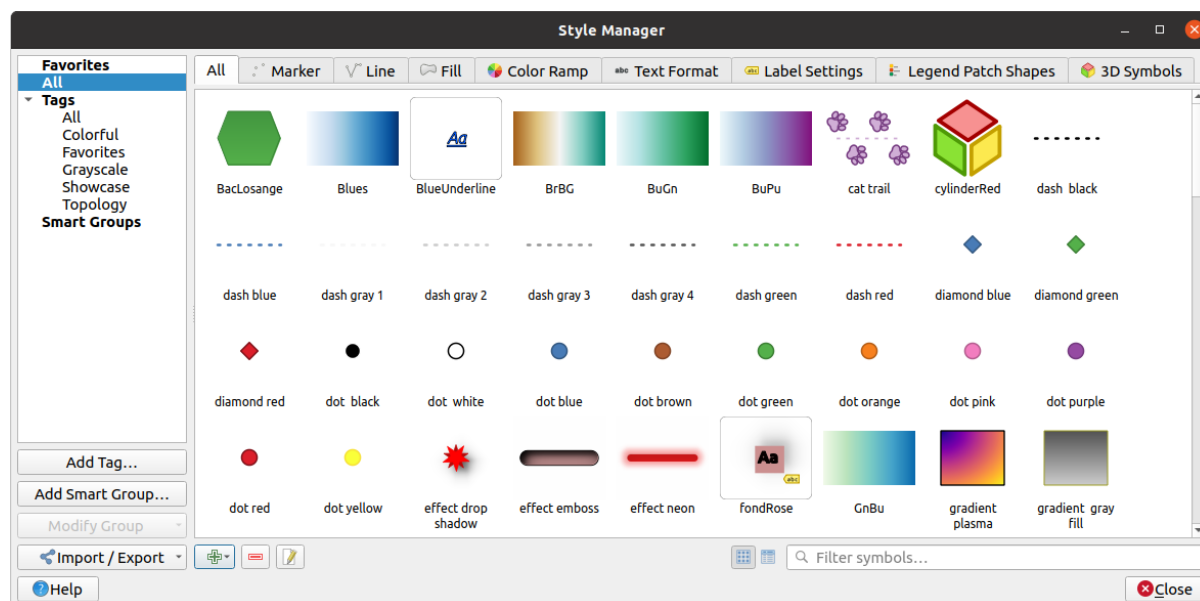 Style Manager
Favorites
All
Tags
All
Colorful
Favorites
Grayscale
Showcase
Topology
Smart Groups
Add Tag...
Add Smart Group...
Modify Group
Import / Export
Help
All
Marker
Line
Fill
Color Ramp
abc Text Format
abc Label Settings
Legend Patch Shapes
3D Symbols
Aa
BacLosange
Blues
BlueUnderline
BrBG
BuGn
BuPu
cat trail
cylinderRed
dash black
dash blue
dash gray 1
dash gray 2
dash gray 3
dash gray 4
dash green
dash red
diamond blue
diamond green
diamond red
dot black
dot white
dot blue
dot brown
dot green
dot orange
dot pink
dot purple
Aa
abc
dot red
dot yellow
effect drop
shadow
effect emboss
effect neon
fondRose
GnBu
gradient
plasma
gradient gray
fill
Filter symbols...
Close